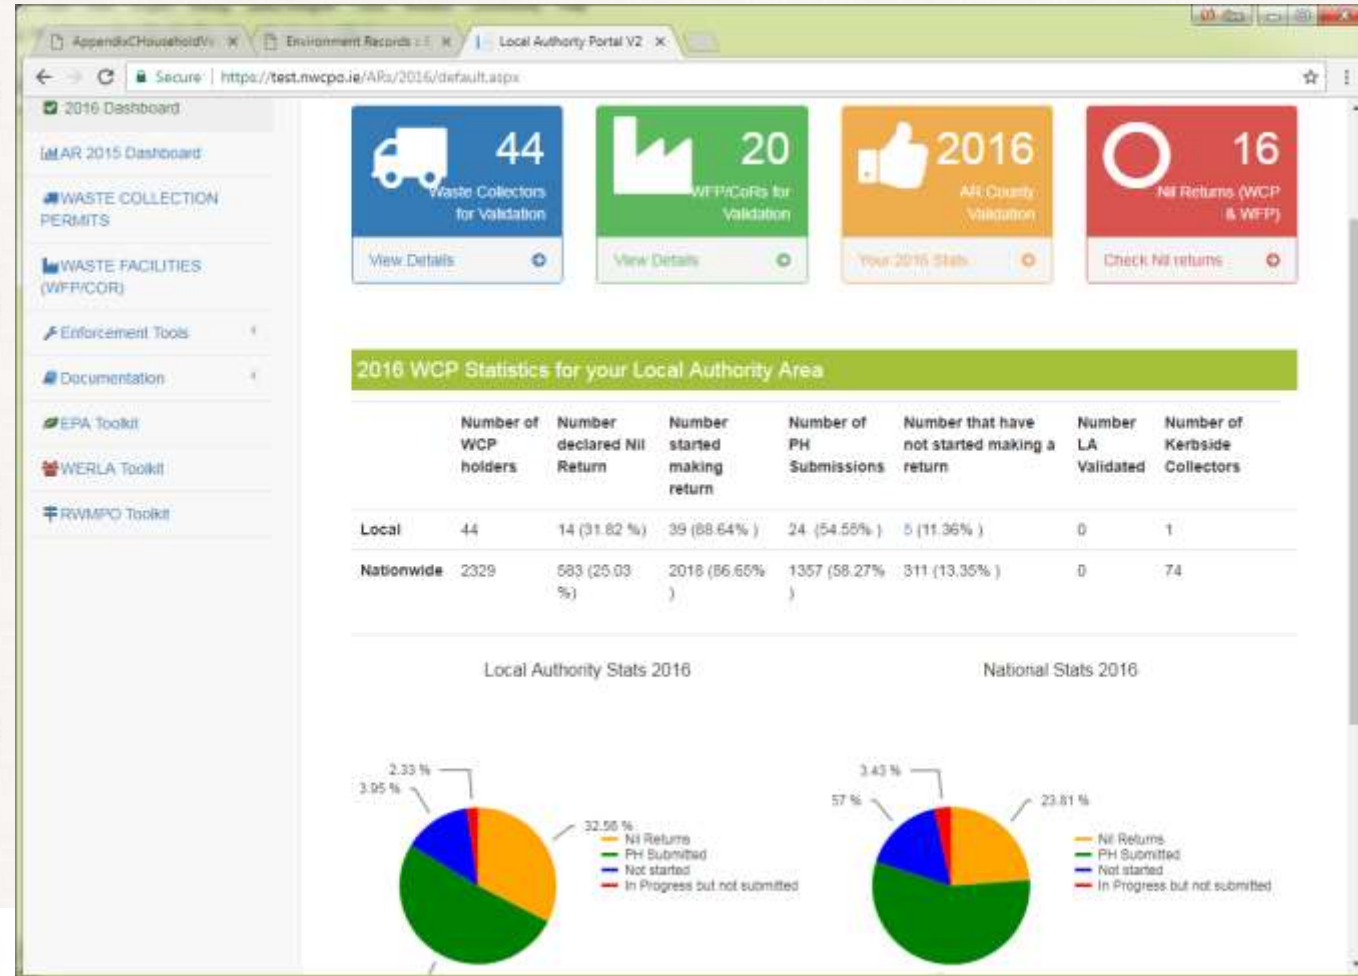 AppendixCHouseholdV
Environment Records ::
Local Authorty Portal V2
Secure | https://test.nwcpo.ie/ARs/2016/default.aspx
2016 Dashboard
AR 2015 Dashboard
WASTE COLLECTION
PERMITS
WASTE FACILITIES
(WFP/COR)
Enforcement Tools
Documentation
EPA Toolkit
WERLA Toolkit
RWMPO Toolkit
44
Waste Collectors
for Validation
View Details
20
WFP/CoRs for
Validation
View Details
2016
AR County
Validation
Your 2016 Stats
16
Nil Returns (WCP
& WFP)
Check Nil returns
2016 WCP Statistics for your Local Authority Area
Number of WCP holders
Number declared Nil Return
Number started making return
Number of PH Submissions
Number that have not started making a return
Number LA Validated
Number of Kerbside Collectors
Local 44 14 (31.82 %) 39 (88.64% ) 24 (54.55% ) 5 (11.36% ) 0 1
Nationwide 2329 583 (25.03 %) 2018 (86.65% ) 1357 (58.27% ) 311 (13.35% ) 0 74
Local Authority Stats 2016
2.33 %
3.95 %
32.56 %
Nil Returns
PH Submitted
Not started
In Progress but not submitted
National Stats 2016
3.43 %
57 %
23.81 %
Nil Returns
PH Submitted
Not started
In Progress but not submitted